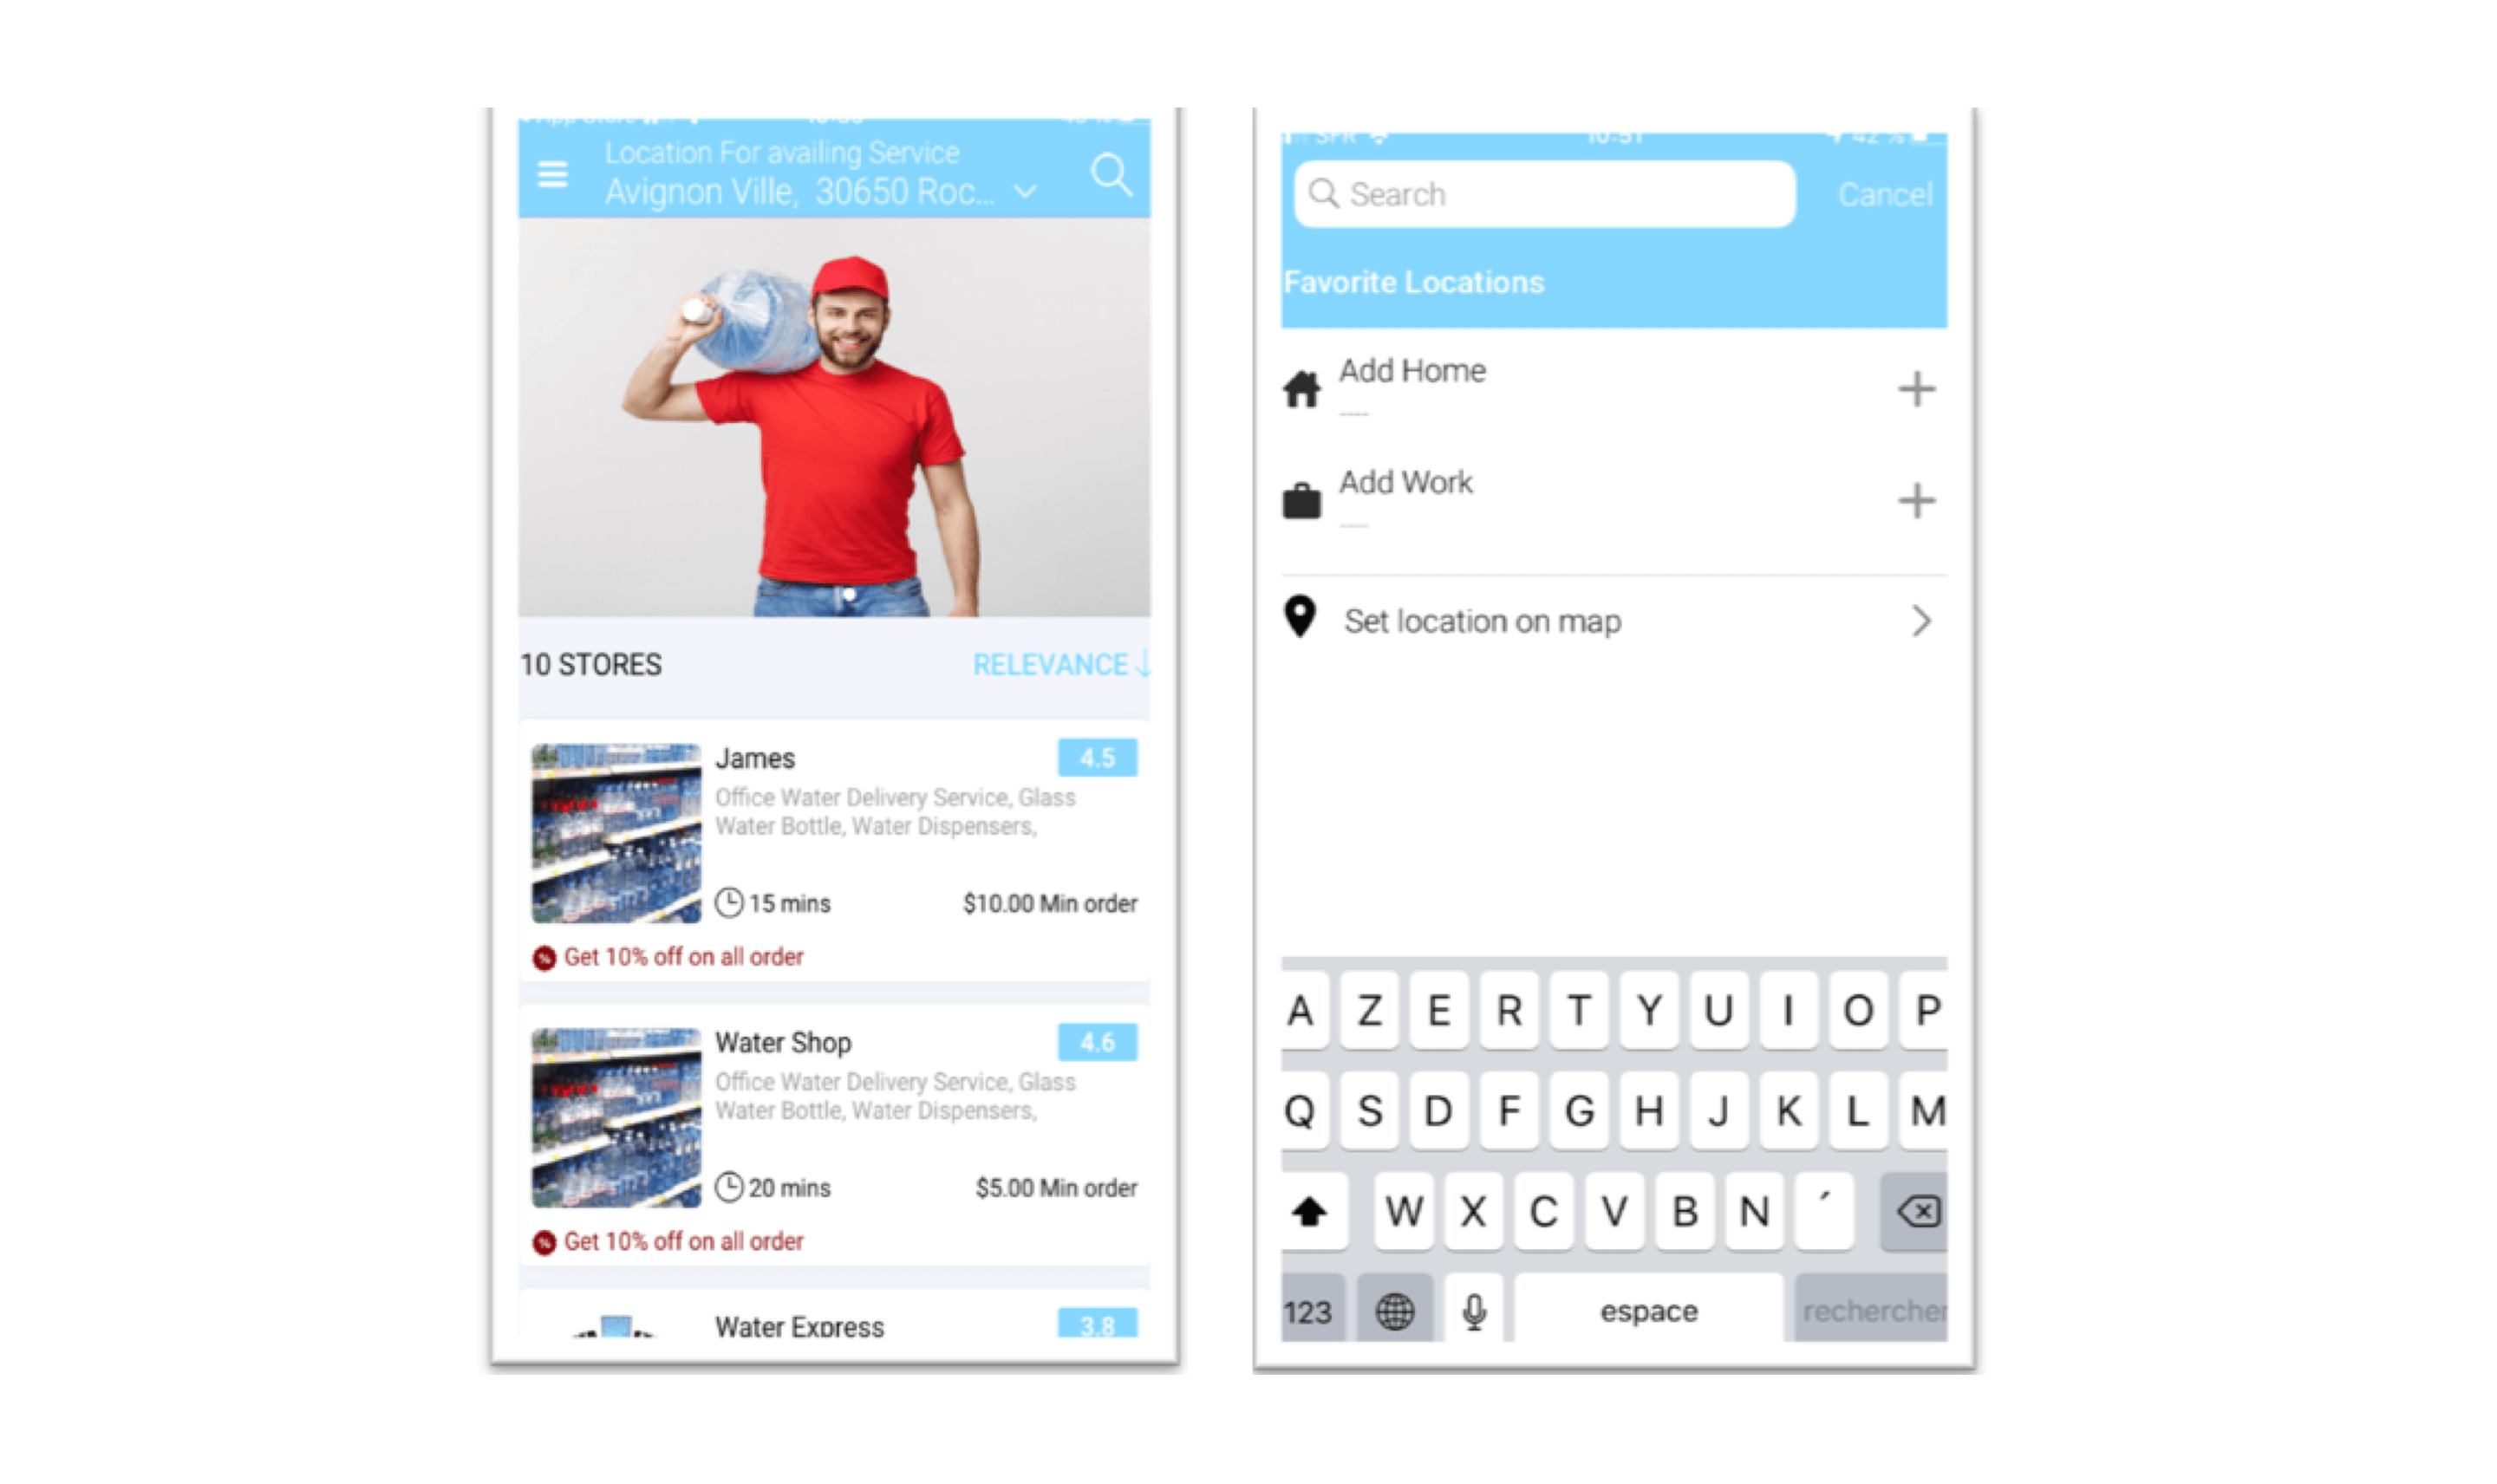 Location For availing Service
Avignon Ville, 30650 Roc...
10 STORES
RELEVANCE
James
4.5
Office Water Delivery Service, Glass
Water Bottle, Water Dispensers,
15 mins
$10.00 Min order
Get 10% off on all order
Water Shop
4.6
Office Water Delivery Service, Glass
Water Bottle, Water Dispensers,
20 mins
$5.00 Min order
Get 10% off on all order
Water Express
3.8
SFR 10:51 42 %
Search
Cancel
Favorite Locations
Add Home
----
Add Work
----
Set location on map
A Z E R T Y U I O P
Q S D F G H J K L M
W X C V B N ´
123 espace rechercher